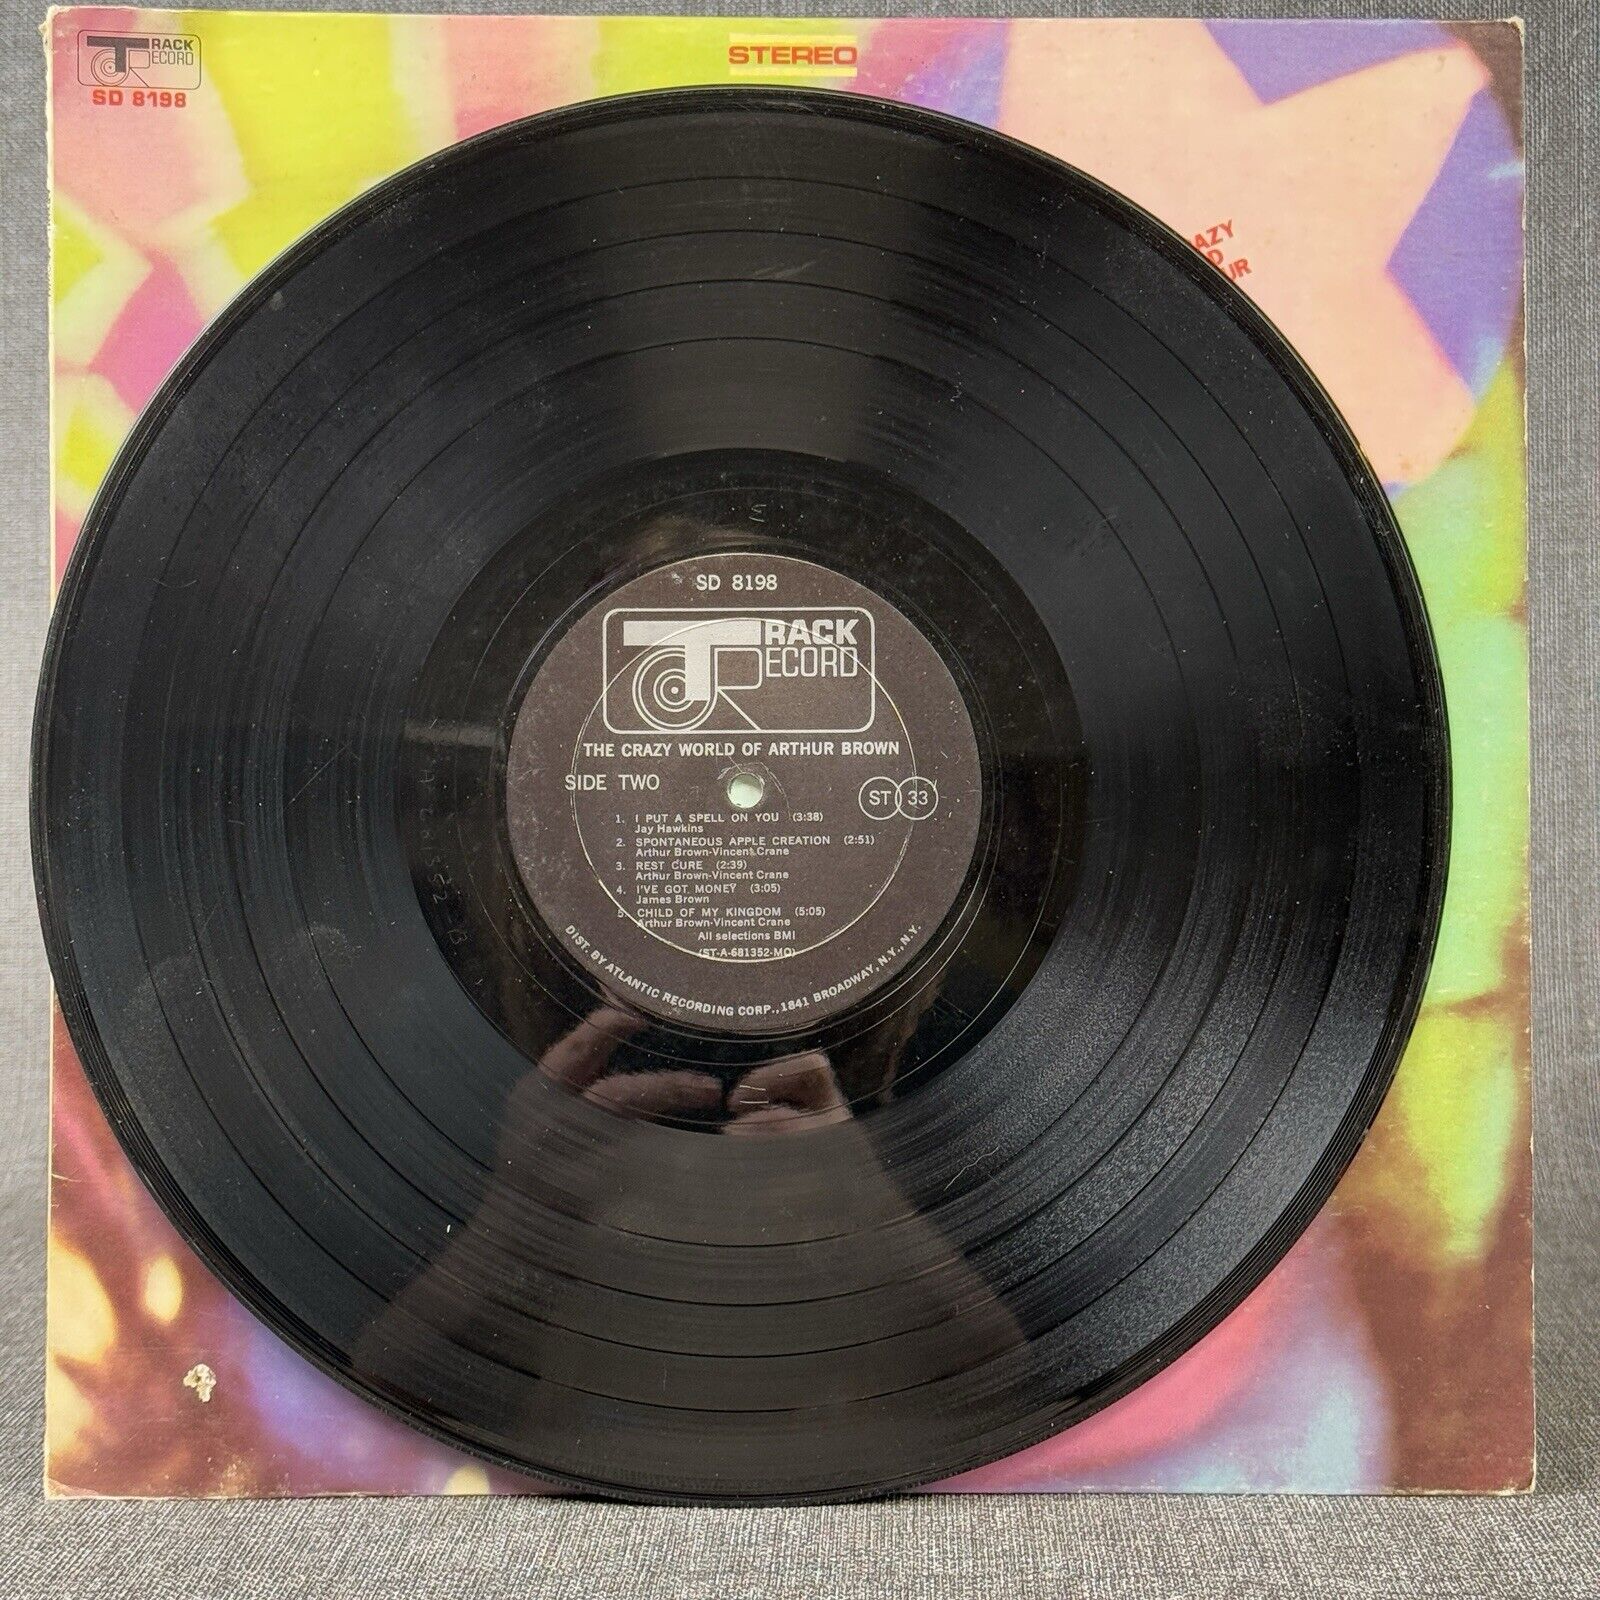 TRACK
RECORD
SD 8198
STEREO
AZY
D
UR
SD 8198
TRACK
RECORD
THE CRAZY WORLD OF ARTHUR BROWN
SIDE TWO
ST 33
1. I PUT A SPELL ON YOU (3:38)
Jay Hawkins
2. SPONTANEOUS APPLE CREATION (2:51)
Arthur Brown-Vincent Crane
3. REST CURE (2:39)
Arthur Brown-Vincent Crane
4. I'VE GOT MONEY (3:05)
James Brown
5. CHILD OF MY KINGDOM (5:05)
Arthur Brown-Vincent Crane
All selections BMI
(ST-A-681352-MO)
DIST. BY ATLANTIC RECORDING CORP., 1841 BROADWAY, N.Y., N.Y.